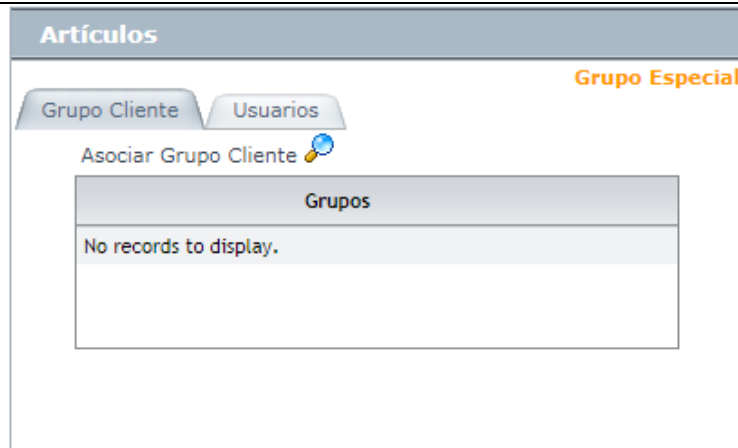 Artículos
Grupo Especial
Grupo Cliente Usuarios
Asociar Grupo Cliente
Grupos
No records to display.